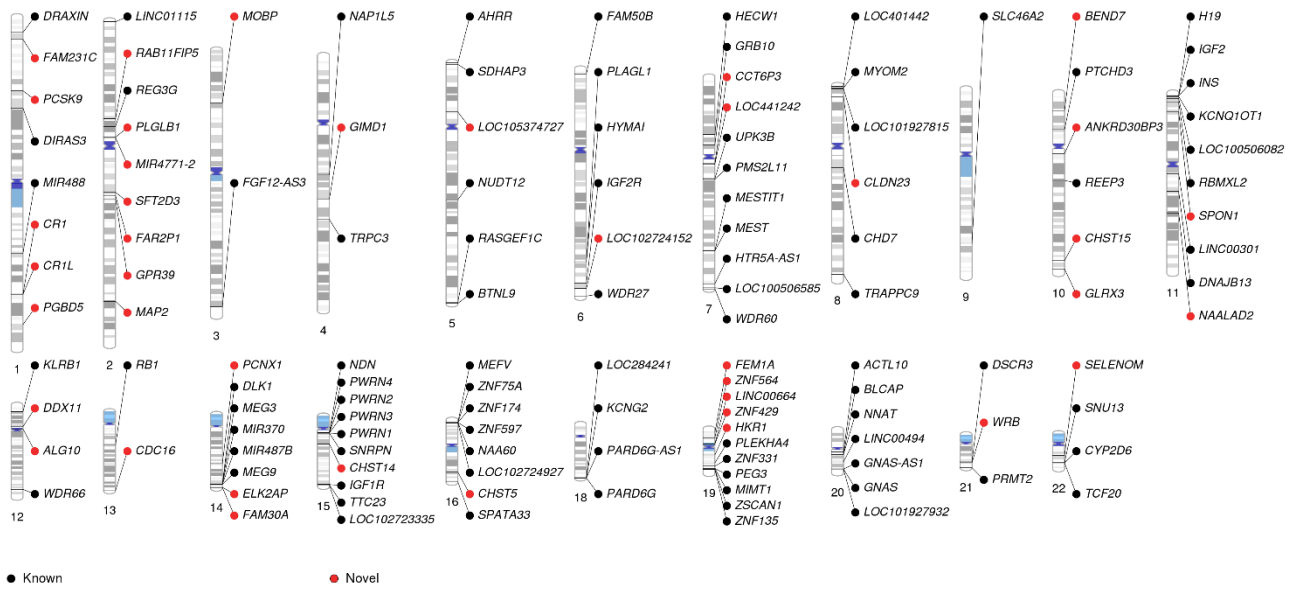 DRAXIN
FAM231C
PCSK9
DIRAS3
MIR488
CR1
CR1L
PGBD5
1
LINC01115
RAB11FIP5
REG3G
PLGLB1
MIR4771-2
SFT2D3
FAR2P1
GPR39
MAP2
2
MOBP
FGF12-AS3
3
NAP1L5
GIMD1
TRPC3
4
AHRR
SDHAP3
LOC105374727
NUDT12
RASGEF1C
BTNL9
5
FAM50B
PLAGL1
HYMAI
IGF2R
LOC102724152
WDR27
6
HECW1
GRB10
CCT6P3
LOC441242
UPK3B
PMS2L11
MESTIT1
MEST
HTR5A-AS1
LOC100506585
WDR60
7
LOC401442
MYOM2
LOC101927815
CLDN23
CHD7
TRAPPC9
8
SLC46A2
9
BEND7
PTCHD3
ANKRD30BP3
REEP3
CHST15
GLRX3
10
H19
IGF2
INS
KCNQ1OT1
LOC100506082
RBMXL2
SPON1
LINC00301
DNAJB13
NAALAD2
11
KLRB1
DDX11
ALG10
WDR66
12
RB1
CDC16
13
PCNX1
DLK1
MEG3
MIR370
MIR487B
MEG9
ELK2AP
FAM30A
14
NDN
PWRN4
PWRN2
PWRN3
PWRN1
SNRPN
CHST14
IGF1R
TTC23
LOC102723335
15
MEFV
ZNF75A
ZNF174
ZNF597
NAA60
LOC102724927
CHST5
SPATA33
16
LOC284241
KCNG2
PARD6G-AS1
PARD6G
18
FEM1A
ZNF564
LINC00664
ZNF429
HKR1
PLEKHA4
ZNF331
PEG3
MIMT1
ZSCAN1
ZNF135
19
ACTL10
BLCAP
NNAT
LINC00494
GNAS-AS1
GNAS
LOC101927932
20
DSCR3
WRB
PRMT2
21
SELENOM
SNU13
CYP2D6
TCF20
22
Known
Novel